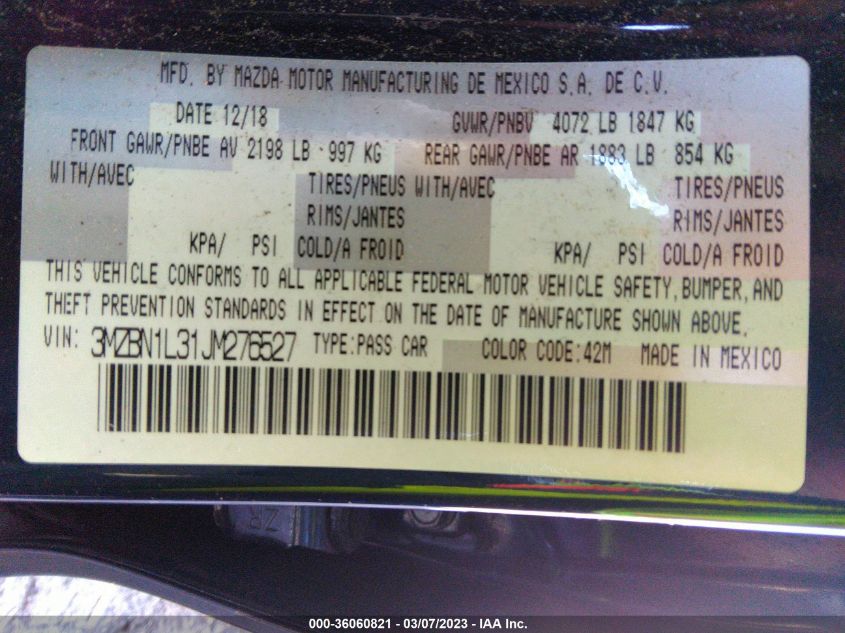 MFD. BY MAZDA MOTOR MANUFACTURING DE MEXICO S.A. DE C.V.
DATE 12/18 GVWR/PNBV 4072 LB 1847 KG
FRONT GAWR/PNBE AV 2198 LB 997 KG REAR GAWR/PNBE AR 1883 LB 854 KG
WITH/AVEC TIRES/PNEUS WITH/AVEC TIRES/PNEUS
RIMS/JANTES RIMS/JANTES
KPA/ PSI COLD/A FROID KPA/ PSI COLD/A FROID
THIS VEHICLE CONFORMS TO ALL APPLICABLE FEDERAL MOTOR VEHICLE SAFETY, BUMPER, AND
THEFT PREVENTION STANDARDS IN EFFECT ON THE DATE OF MANUFACTURE SHOWN ABOVE.
VIN: 3MZBN1L31JM276527 TYPE:PASS CAR COLOR CODE:42M MADE IN MEXICO
ZR
000-36060821 - 03/07/2023 - IAA Inc.